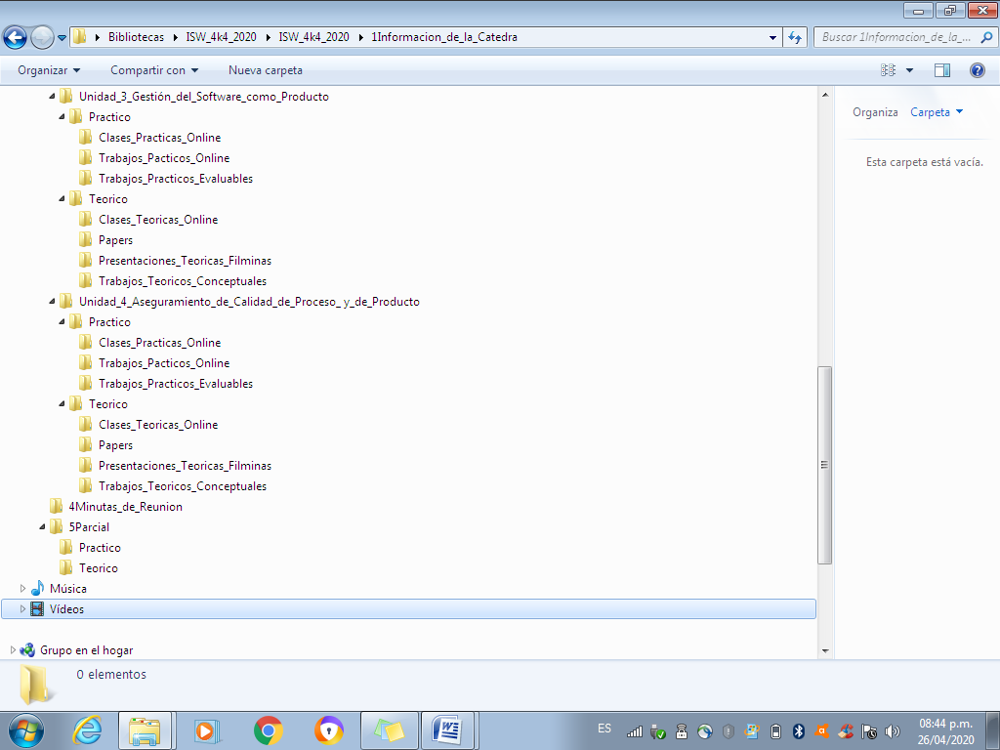 Bibliotecas ISW_4k4_2020 ISW_4k4_2020 1Informacion_de_la_Catedra
Buscar 1Informacion_de_la_...
Organizar Compartir con Nueva carpeta
Unidad_3_Gestión_del_Software_como_Producto
Practico
Clases_Practicas_Online
Trabajos_Pacticos_Online
Trabajos_Practicos_Evaluables
Teorico
Clases_Teoricas_Online
Papers
Presentaciones_Teoricas_Filminas
Trabajos_Teoricos_Conceptuales
Unidad_4_Aseguramiento_de_Calidad_de_Proceso_ y_de_Producto
Practico
Clases_Practicas_Online
Trabajos_Pacticos_Online
Trabajos_Practicos_Evaluables
Teorico
Clases_Teoricas_Online
Papers
Presentaciones_Teoricas_Filminas
Trabajos_Teoricos_Conceptuales
4Minutas_de_Reunion
5Parcial
Practico
Teorico
Música
Vídeos
Grupo en el hogar
Organiza Carpeta
Esta carpeta está vacía.
0 elementos
ES
08:44 p.m.
26/04/2020